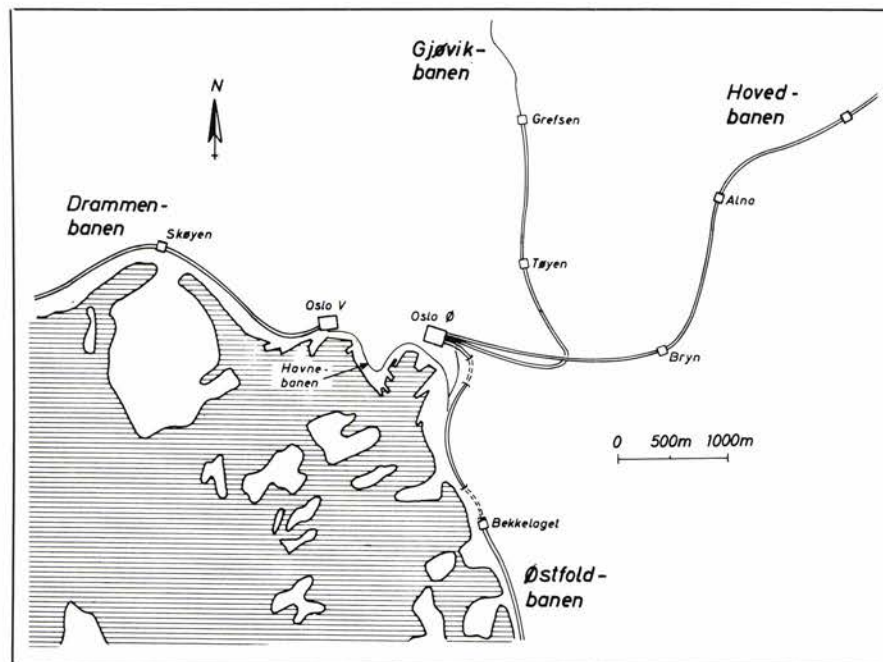 Gjøvik-
banen
Hoved-
banen
N
Grefsen
Drammen-
banen
Alna
Skøyen
Tøyen
Oslo V
Oslo Ø
Havne-
banen
Bryn
0 500m 1000m
Bekkelaget
Østfold-
banen